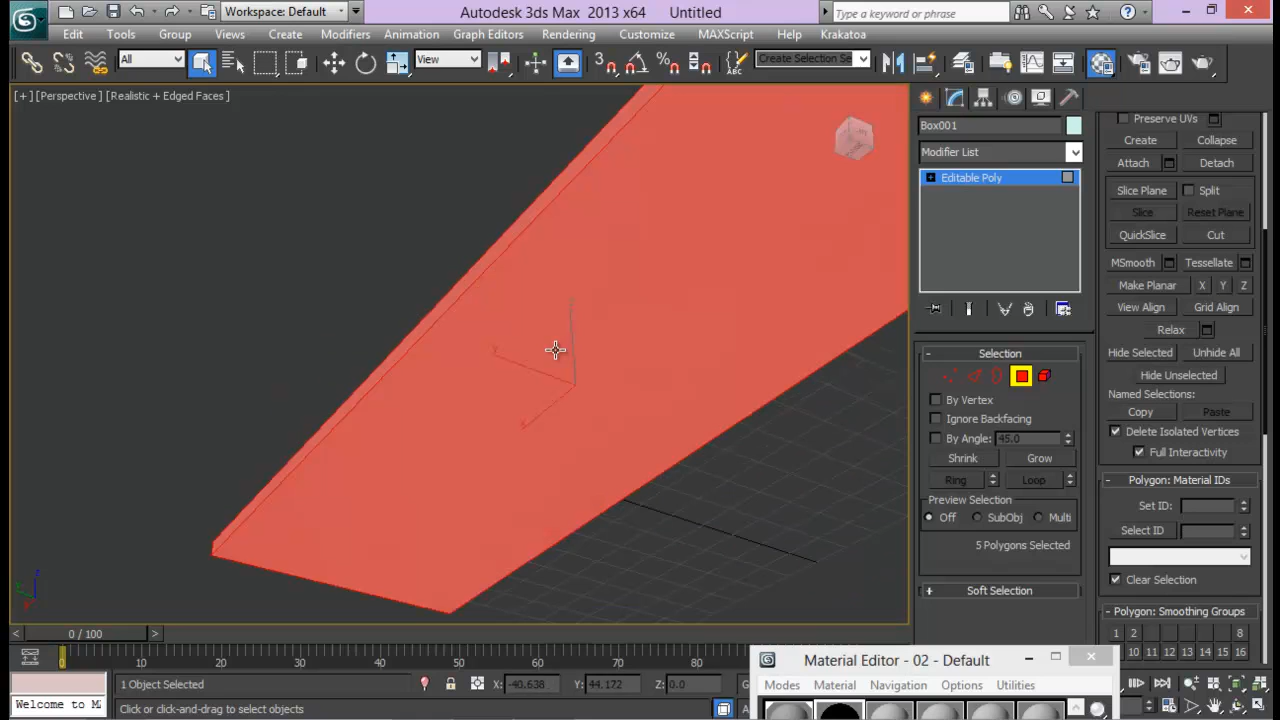 Workspace: Default
Autodesk 3ds Max 2013 x64 Untitled
Type a keyword or phrase
Edit Tools Group Views Create Modifiers Animation Graph Editors Rendering Customize MAXScript Help Krakatoa
All View 3 ABC Create Selection Se
[+] [Perspective] [Realistic + Edged Faces]
Box001
Modifier List
Editable Poly
Selection
By Vertex
Ignore Backfacing
By Angle: 45.0
Shrink Grow
Ring Loop
Preview Selection
Off SubObj Multi
5 Polygons Selected
Soft Selection
Preserve UVs
Create Collapse
Attach Detach
Slice Plane Split
Slice Reset Plane
QuickSlice Cut
MSmooth Tessellate
Make Planar X Y Z
View Align Grid Align
Relax
Hide Selected Unhide All
Hide Unselected
Named Selections:
Copy Paste
Delete Isolated Vertices
Full Interactivity
Polygon: Material IDs
Set ID:
Select ID
Clear Selection
Polygon: Smoothing Groups
1 2 8
10 11 12 13 14 15 16
< 0 / 100 >
0 10 20 30 40 50 60 70 80
Material Editor - 02 - Default
Modes Material Navigation Options Utilities
1 Object Selected X: -40.638 Y: 44.172 Z: 0.0
Welcome to M
Click or click-and-drag to select objects